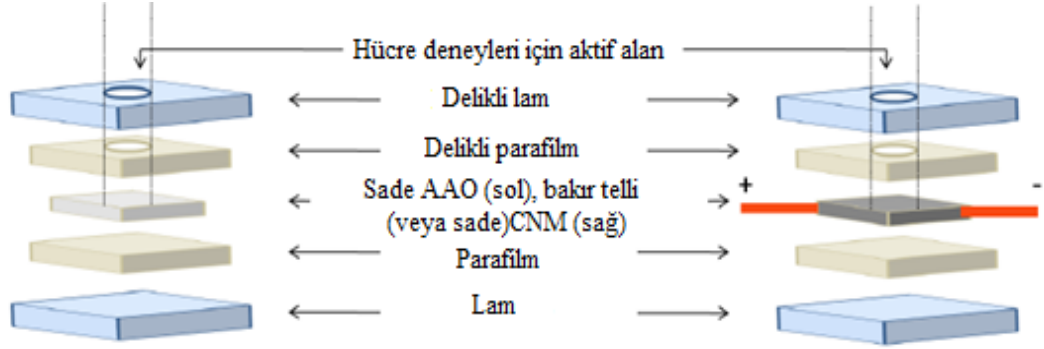 Hücre deneyleri için aktif alan
Delikli lam
Delikli parafilm
Sade AAO (sol), bakır telli
(veya sade)CNM (sağ)
+
-
Parafilm
Lam